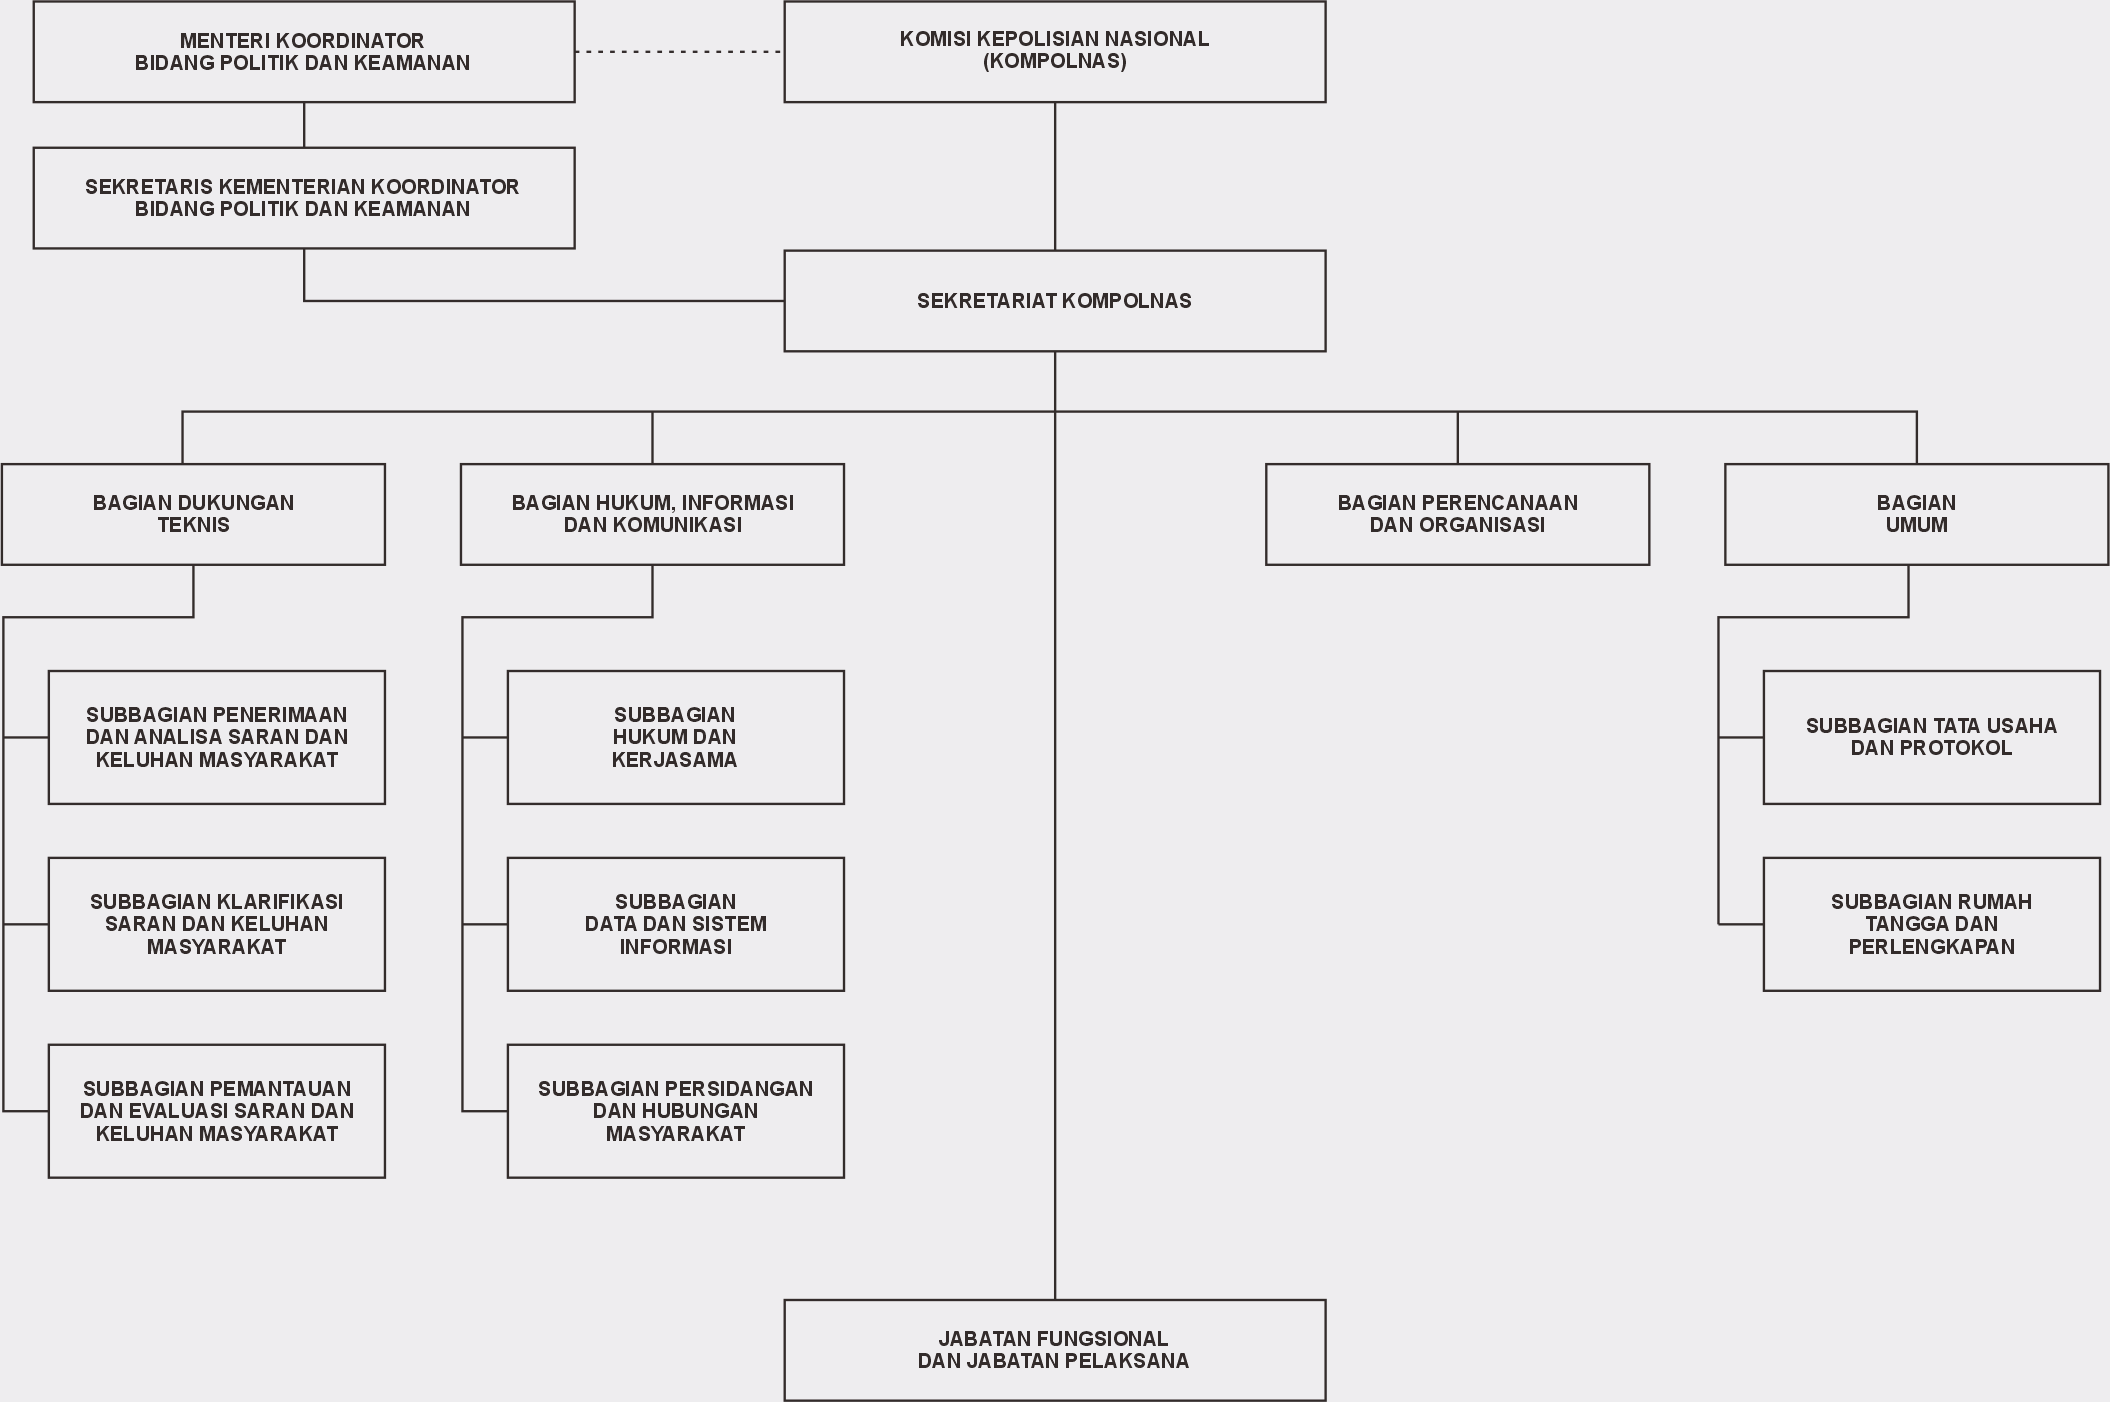 MENTERI KOORDINATOR
BIDANG POLITIK DAN KEAMANAN
KOMISI KEPOLISIAN NASIONAL
(KOMPOLNAS)
SEKRETARIS KEMENTERIAN KOORDINATOR
BIDANG POLITIK DAN KEAMANAN
SEKRETARIAT KOMPOLNAS
BAGIAN DUKUNGAN
TEKNIS
BAGIAN HUKUM, INFORMASI
DAN KOMUNIKASI
BAGIAN PERENCANAAN
DAN ORGANISASI
BAGIAN
UMUM
SUBBAGIAN PENERIMAAN
DAN ANALISA SARAN DAN
KELUHAN MASYARAKAT
SUBBAGIAN
HUKUM DAN
KERJASAMA
SUBBAGIAN TATA USAHA
DAN PROTOKOL
SUBBAGIAN KLARIFIKASI
SARAN DAN KELUHAN
MASYARAKAT
SUBBAGIAN
DATA DAN SISTEM
INFORMASI
SUBBAGIAN RUMAH
TANGGA DAN
PERLENGKAPAN
SUBBAGIAN PEMANTAUAN
DAN EVALUASI SARAN DAN
KELUHAN MASYARAKAT
SUBBAGIAN PERSIDANGAN
DAN HUBUNGAN
MASYARAKAT
JABATAN FUNGSIONAL
DAN JABATAN PELAKSANA